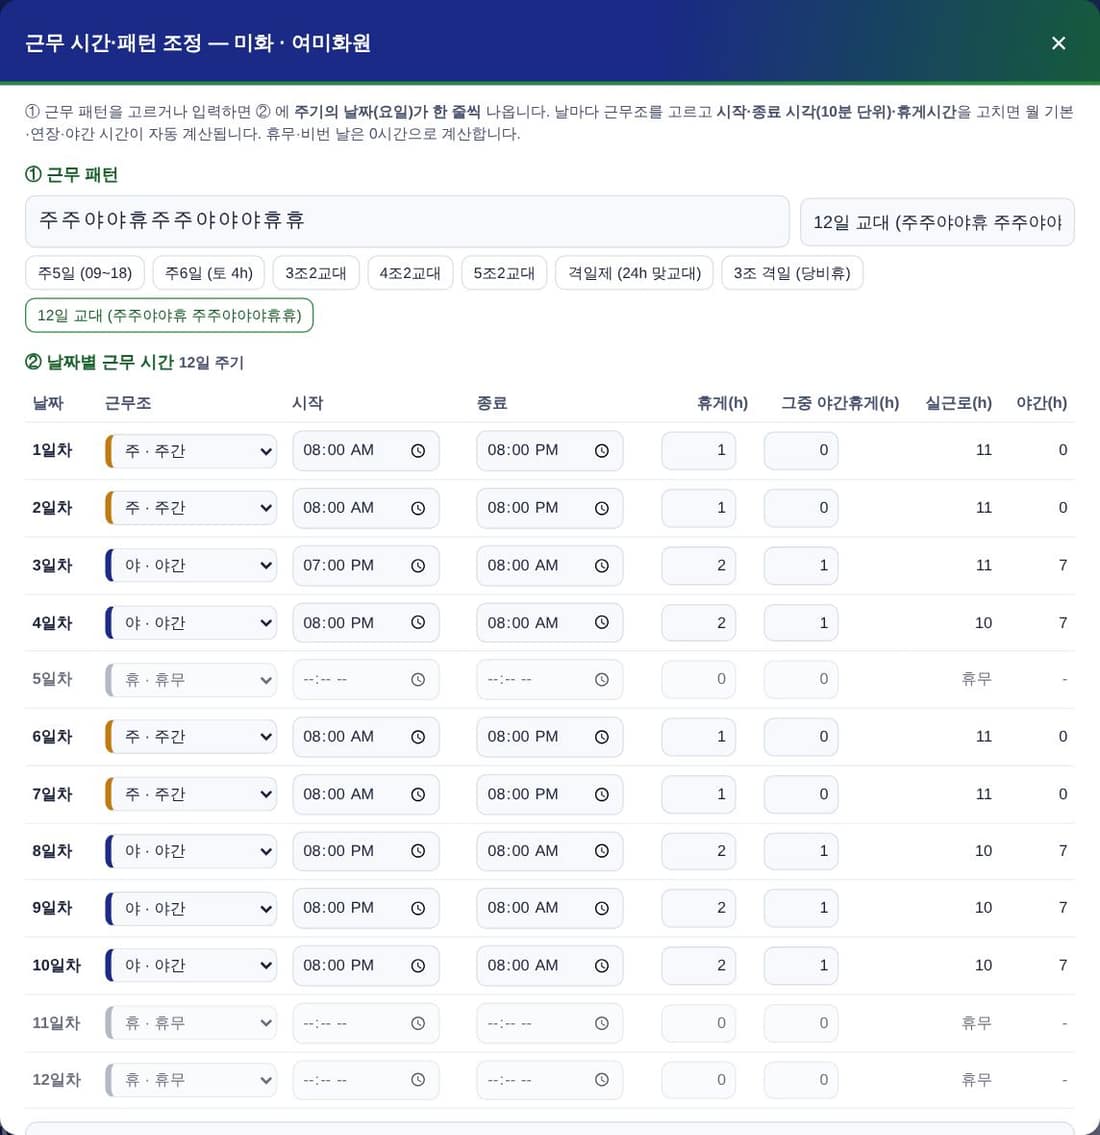 근무 시간·패턴 조정 — 미화 · 여미화원
×
① 근무 패턴을 고르거나 입력하면 ② 에 주기의 날짜(요일)가 한 줄씩 나옵니다. 날마다 근무조를 고르고 시작·종료 시각(10분 단위)·휴게시간을 고치면 월 기본
·연장·야간 시간이 자동 계산됩니다. 휴무·비번 날은 0시간으로 계산합니다.
① 근무 패턴
주주야야휴주주야야야휴휴 12일 교대 (주주야야휴 주주야야
주5일 (09~18) 주6일 (토 4h) 3조2교대 4조2교대 5조2교대 격일제 (24h 맞교대) 3조 격일 (당비휴)
12일 교대 (주주야야휴 주주야야야휴휴)
② 날짜별 근무 시간 12일 주기
날짜 근무조 시작 종료 휴게(h) 그중 야간휴게(h) 실근로(h) 야간(h)
1일차 주 · 주간 08:00 AM 08:00 PM 1 0 11 0
2일차 주 · 주간 08:00 AM 08:00 PM 1 0 11 0
3일차 야 · 야간 07:00 PM 08:00 AM 2 1 11 7
4일차 야 · 야간 08:00 PM 08:00 AM 2 1 10 7
5일차 휴 · 휴무 --:-- -- --:-- -- 0 0 휴무 -
6일차 주 · 주간 08:00 AM 08:00 PM 1 0 11 0
7일차 주 · 주간 08:00 AM 08:00 PM 1 0 11 0
8일차 야 · 야간 08:00 PM 08:00 AM 2 1 10 7
9일차 야 · 야간 08:00 PM 08:00 AM 2 1 10 7
10일차 야 · 야간 08:00 PM 08:00 AM 2 1 10 7
11일차 휴 · 휴무 --:-- -- --:-- -- 0 0 휴무 -
12일차 휴 · 휴무 --:-- -- --:-- -- 0 0 휴무 -